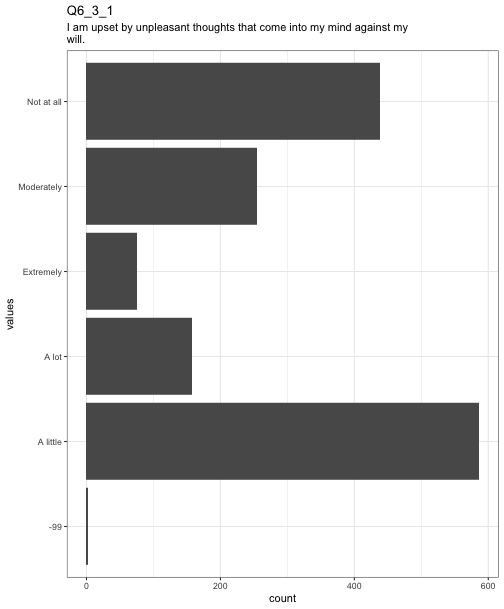 Q6_3_1
I am upset by unpleasant thoughts that come into my mind against my
will.
Not at all
Moderately
Extremely
A lot
A little
-99
values
0
200
400
600
count